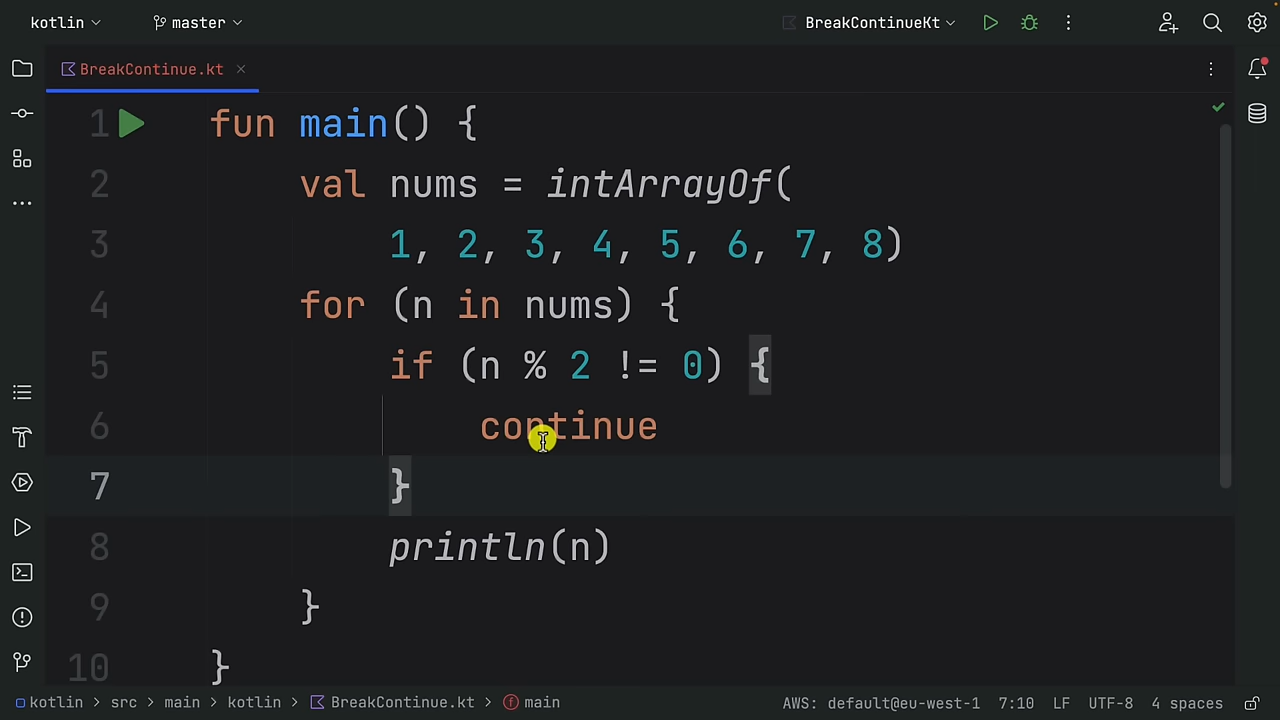 kotlin
master
BreakContinueKt
BreakContinue.kt
1 fun main() {
2 val nums = intArrayOf(
3 1, 2, 3, 4, 5, 6, 7, 8)
4 for (n in nums) {
5 if (n % 2 != 0) {
6 continue
7 }
8 println(n)
9 }
10 }
kotlin > src > main > kotlin > BreakContinue.kt > f main AWS: default@eu-west-1 7:10 LF UTF-8 4 spaces